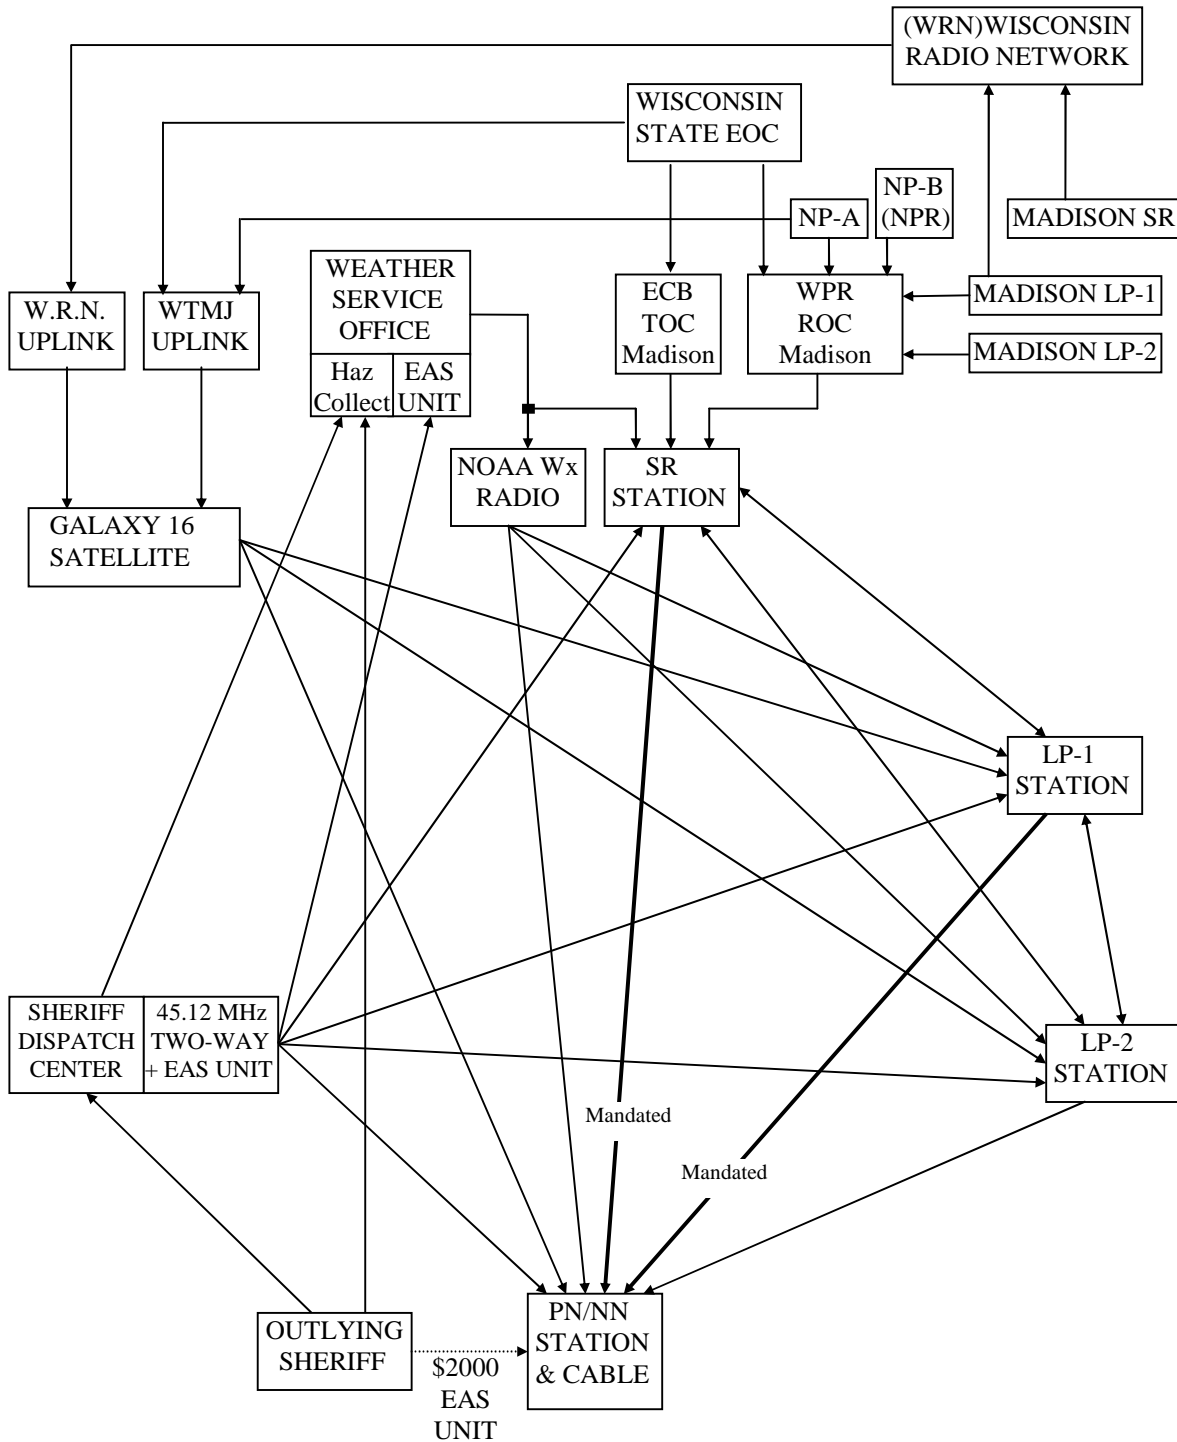 (WRN)WISCONSIN
RADIO NETWORK
WISCONSIN
STATE EOC
NP-B
(NPR)
NP-A
MADISON SR
WEATHER
SERVICE
OFFICE
Haz
Collect
EAS
UNIT
W.R.N.
UPLINK
WTMJ
UPLINK
ECB
TOC
Madison
WPR
ROC
Madison
MADISON LP-1
MADISON LP-2
NOAA Wx
RADIO
SR
STATION
GALAXY 16
SATELLITE
LP-1
STATION
SHERIFF
DISPATCH
CENTER
45.12 MHz
TWO-WAY
+ EAS UNIT
LP-2
STATION
Mandated
Mandated
OUTLYING
SHERIFF
$2000
EAS
UNIT
PN/NN
STATION
& CABLE